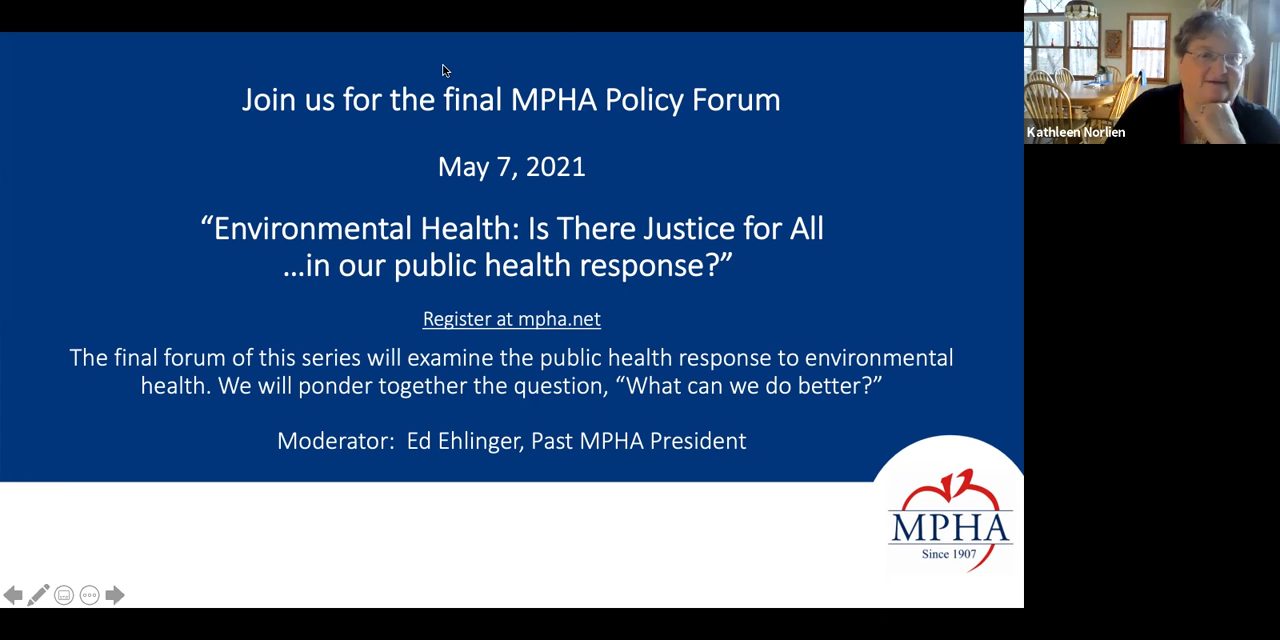 Join us for the final MPHA Policy Forum
May 7, 2021
“Environmental Health: Is There Justice for All
…in our public health response?”
Register at mpha.net
The final forum of this series will examine the public health response to environmental
health. We will ponder together the question, “What can we do better?”
Moderator:  Ed Ehlinger, Past MPHA President
MPHA
Since 1907
Kathleen Norlien